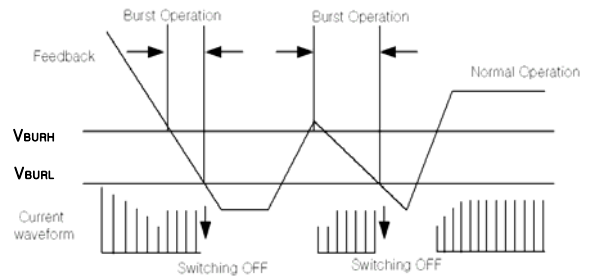 Burst Operation
Burst Operation
Feedback
Normal Operation
VBURH
VBURL
Current
waveform
Switching OFF
Switching OFF